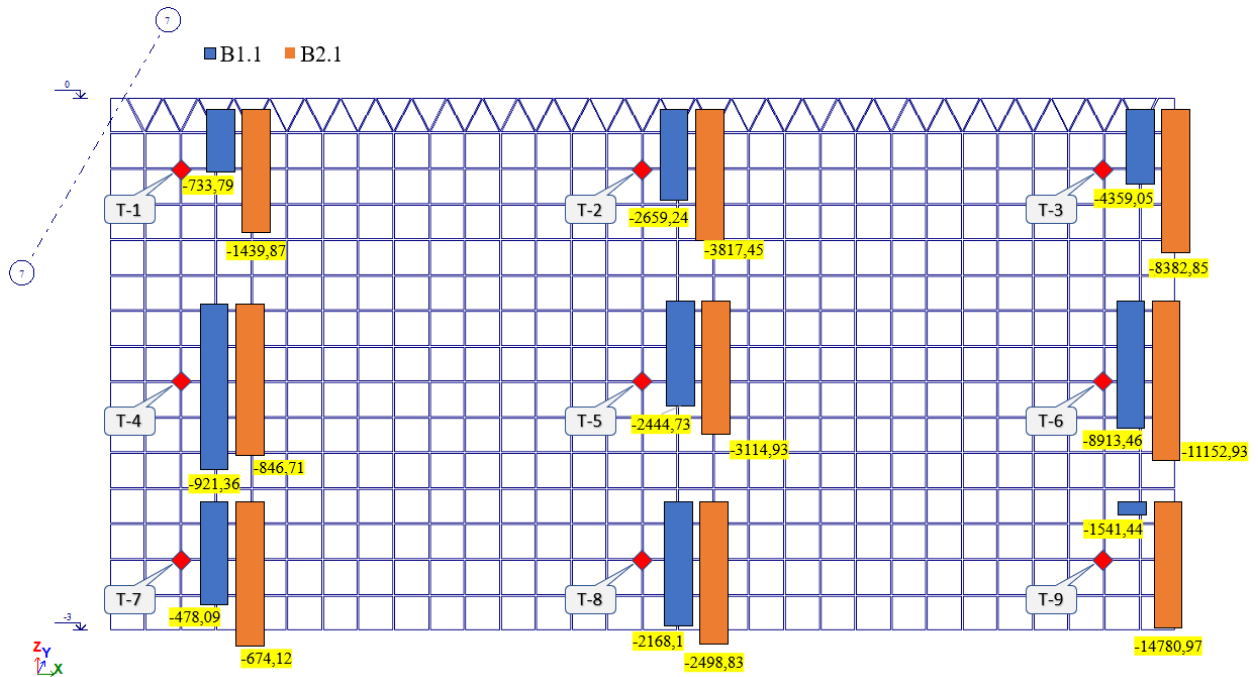 7
B1.1 B2.1
0
-733,79
T-1
-1439,87
-2659,24
T-2
-3817,45
-4359,05
T-3
-8382,85
T-4
-921,36
-846,71
-2444,73
T-5
-3114,93
-8913,46
T-6
-11152,93
7
T-7
-478,09
-674,12
T-8
-2168,1
-2498,83
-1541,44
T-9
-14780,97
-3
Z
Y
X